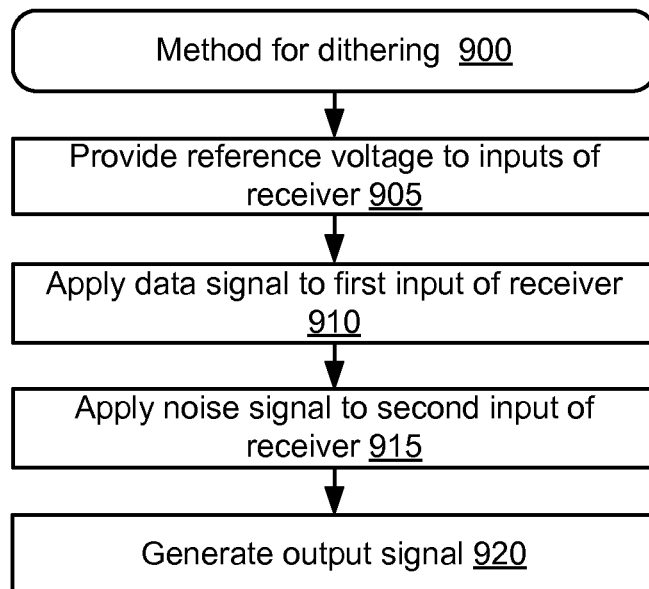 Method for dithering 900
Provide reference voltage to inputs of
receiver 905
Apply data signal to first input of receiver
910
Apply noise signal to second input of
receiver 915
Generate output signal 920